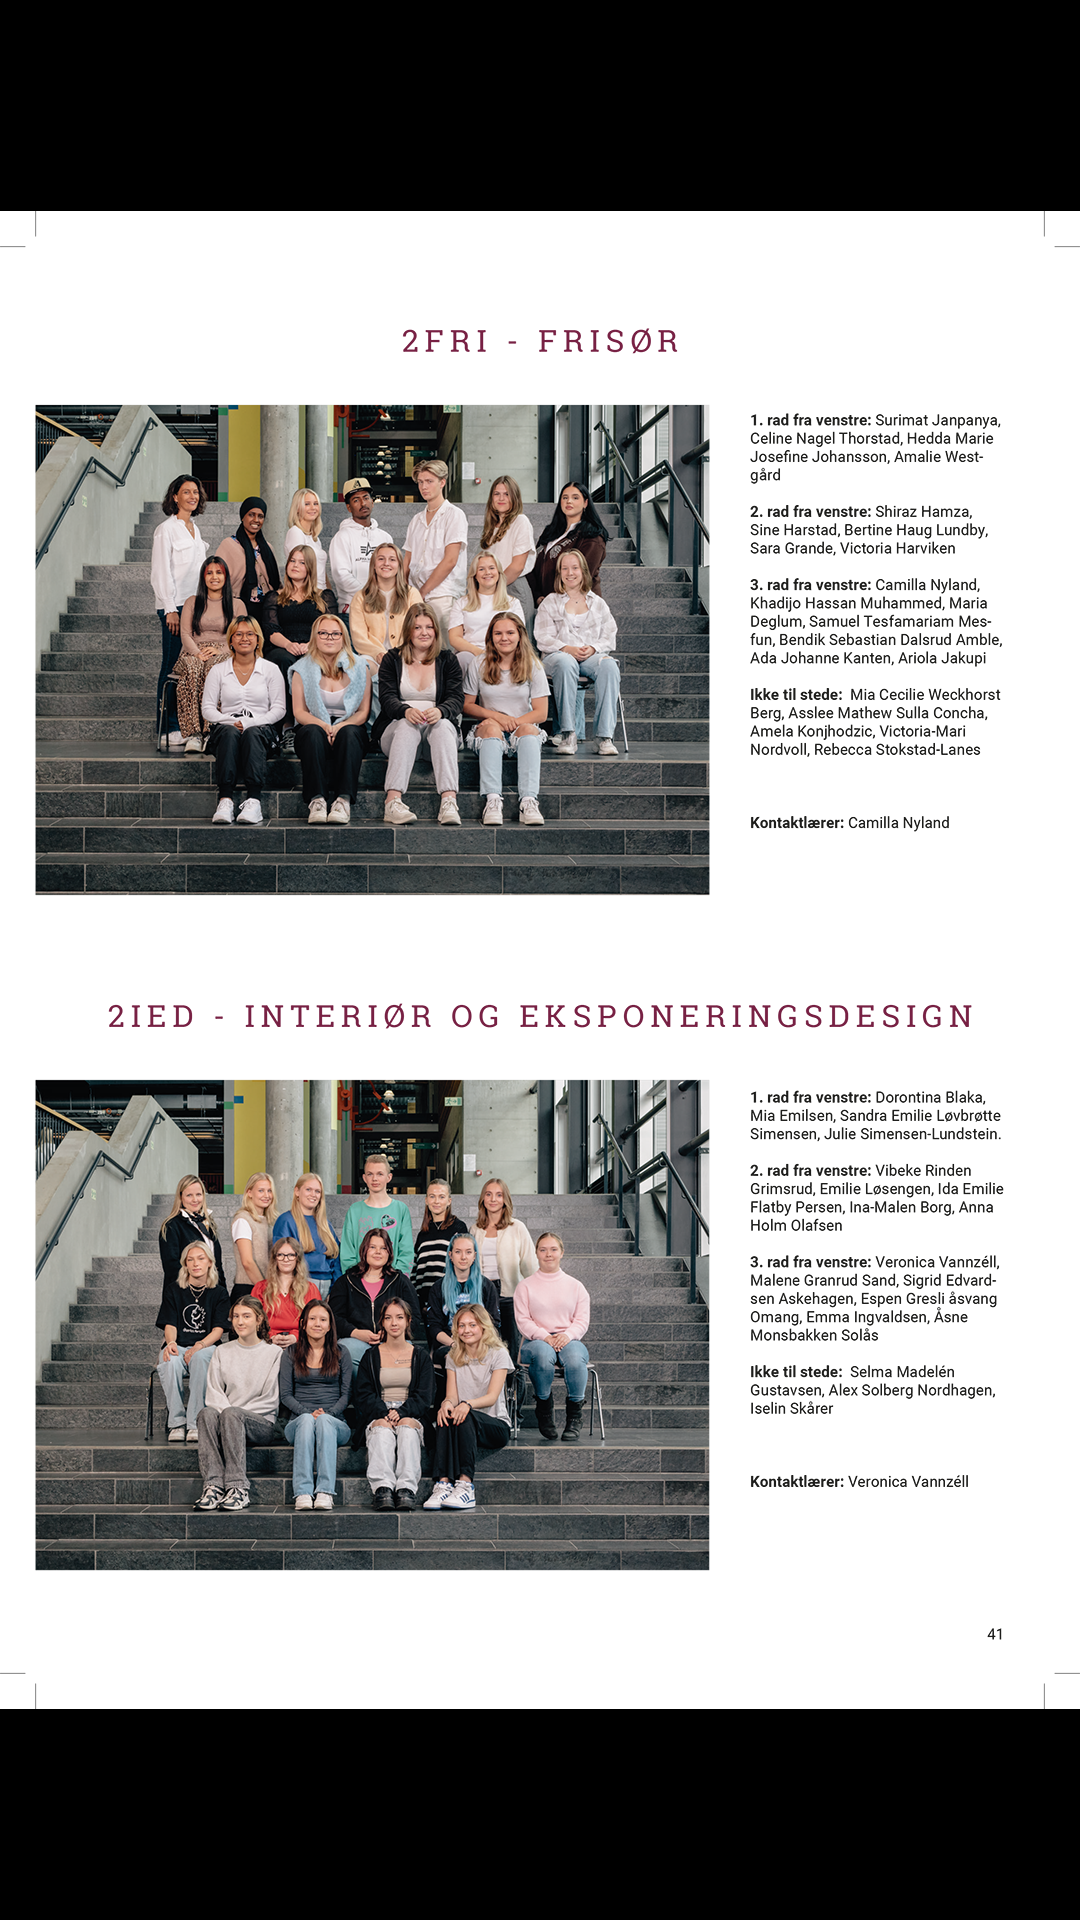 2FRI - FRISØR
1. rad fra venstre: Surimat Janpanya,
Celine Nagel Thorstad, Hedda Marie
Josefine Johansson, Amalie West-
gård
2. rad fra venstre: Shiraz Hamza,
Sine Harstad, Bertine Haug Lundby,
Sara Grande, Victoria Harviken
3. rad fra venstre: Camilla Nyland,
Khadijo Hassan Muhammed, Maria
Deglum, Samuel Tesfamariam Mes-
fun, Bendik Sebastian Dalsrud Amble,
Ada Johanne Kanten, Ariola Jakupi
Ikke til stede:  Mia Cecilie Weckhorst
Berg, Asslee Mathew Sulla Concha,
Amela Konjhodzic, Victoria-Mari
Nordvoll, Rebecca Stokstad-Lanes
Kontaktlærer: Camilla Nyland
2IED - INTERIØR OG EKSPONERINGSDESIGN
1. rad fra venstre: Dorontina Blaka,
Mia Emilsen, Sandra Emilie Løvbrøtte
Simensen, Julie Simensen-Lundstein.
2. rad fra venstre: Vibeke Rinden
Grimsrud, Emilie Løsengen, Ida Emilie
Flatby Persen, Ina-Malen Borg, Anna
Holm Olafsen
3. rad fra venstre: Veronica Vannzéll,
Malene Granrud Sand, Sigrid Edvard-
sen Askehagen, Espen Gresli åsvang
Omang, Emma Ingvaldsen, Åsne
Monsbakken Solås
Ikke til stede:  Selma Madelén
Gustavsen, Alex Solberg Nordhagen,
Iselin Skårer
Kontaktlærer: Veronica Vannzéll
41